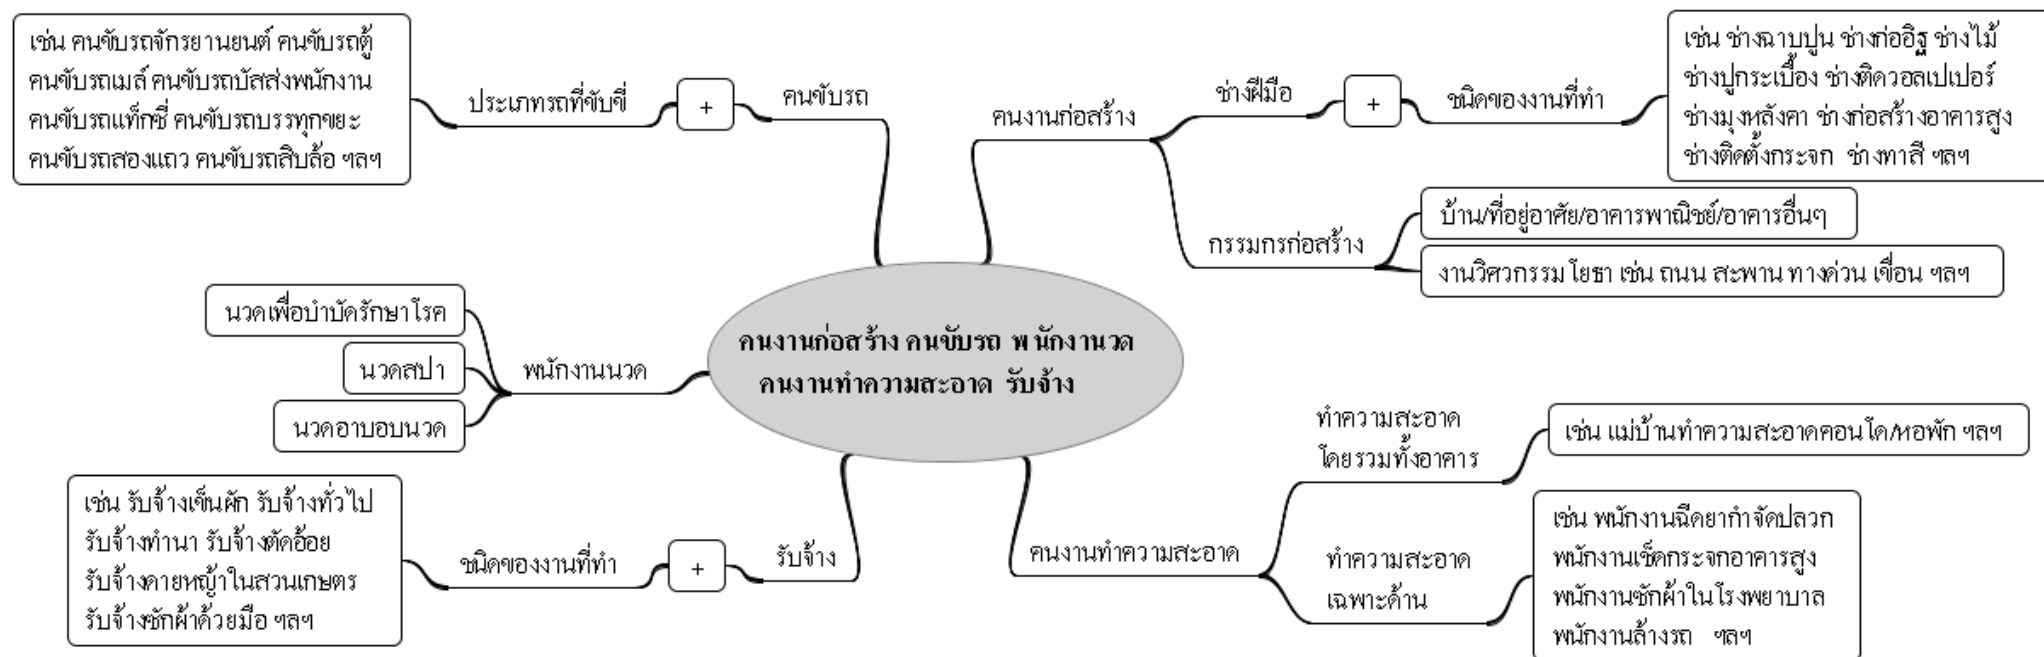 เช่น คนขับรถจักรยานยนต์ คนขับรถตู้
คนขับรถเมล์ คนขับรถบัสส่งพนักงาน
คนขับรถแท็กซี่ คนขับรถบรรทุกขยะ
คนขับรถสองแถว คนขับรถสิบล้อ ฯลฯ
ประเภทรถที่ขับขี่
+
คนขับรถ
คนงานก่อสร้าง
ช่างฝีมือ
+
ชนิดของงานที่ทำ
เช่น ช่างฉาบปูน ช่างก่ออิฐ ช่างไม้
ช่างปูกระเบื้อง ช่างติดวอลเปเปอร์
ช่างมุงหลังคา ช่างก่อสร้างอาคารสูง
ช่างติดตั้งกระจก ช่างทาสี ฯลฯ
กรรมกรก่อสร้าง
บ้าน/ที่อยู่อาศัย/อาคารพาณิชย์/อาคารอื่นๆ
งานวิศวกรรมโยธา เช่น ถนน สะพาน ทางด่วน เขื่อน ฯลฯ
นวดเพื่อบำบัดรักษาโรค
นวดสปา
นวดอาบอบนวด
พนักงานนวด
คนงานก่อสร้าง คนขับรถ พนักงานวด
คนงานทำความสะอาด รับจ้าง
เช่น รับจ้างเข็นผัก รับจ้างทั่วไป
รับจ้างทำนา รับจ้างตัดอ้อย
รับจ้างดายหญ้าในสวนเกษตร
รับจ้างซักผ้าด้วยมือ ฯลฯ
ชนิดของงานที่ทำ
+
รับจ้าง
คนงานทำความสะอาด
ทำความสะอาด
โดยรวมทั้งอาคาร
เช่น แม่บ้านทำความสะอาดคอนโด/หอพัก ฯลฯ
ทำความสะอาด
เฉพาะด้าน
เช่น พนักงานฉีดยากำจัดปลวก
พนักงานเช็ดกระจกอาคารสูง
พนักงานซักผ้าในโรงพยาบาล
พนักงานล้างรถ ฯลฯ